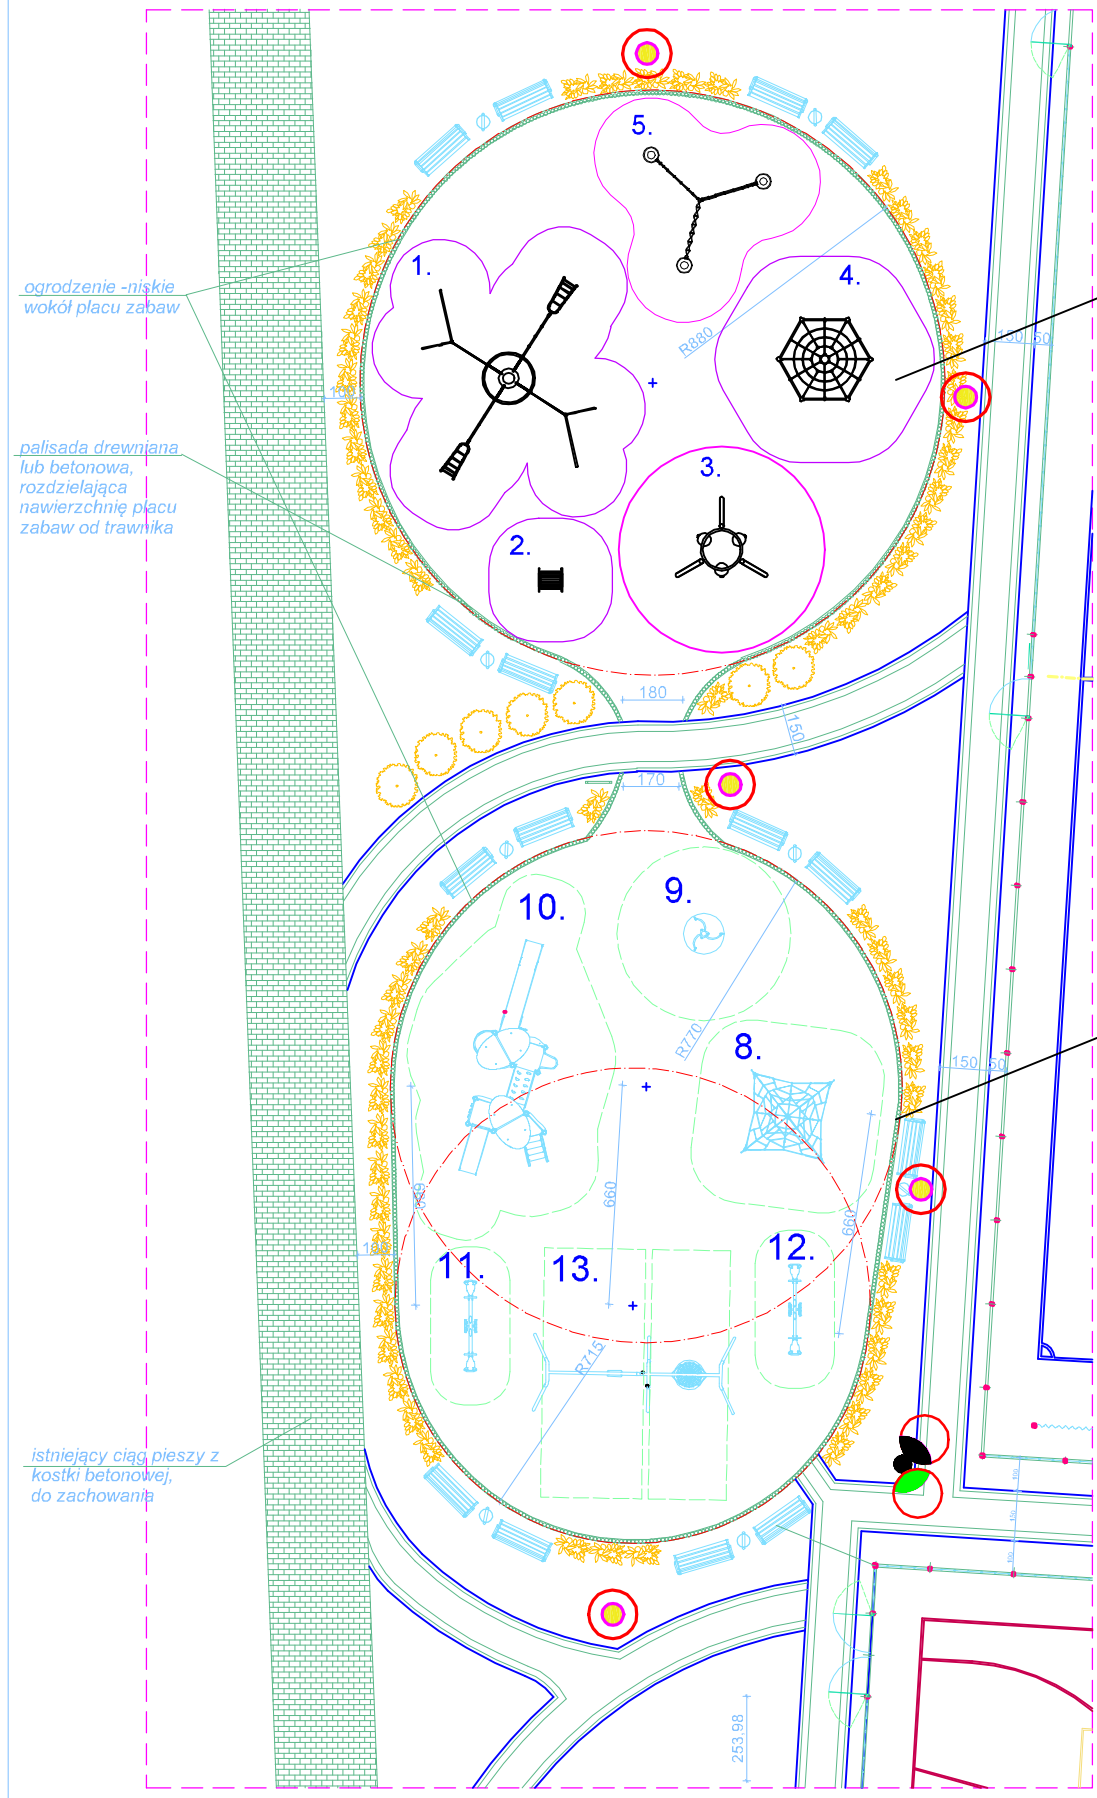 5.
1.
4.
ogrodzenie -niskie
wokół placu zabaw
R880
150 50
100
palisada drewniana
lub betonowa,
rozdzielająca
nawierzchnię placu
zabaw od trawnika
3.
2.
180
150
170
9.
10.
R770
8.
150 50
660
660
12.
11.
13.
R715
istniejący ciąg pieszy z
kostki betonowej,
do zachowania
253,98